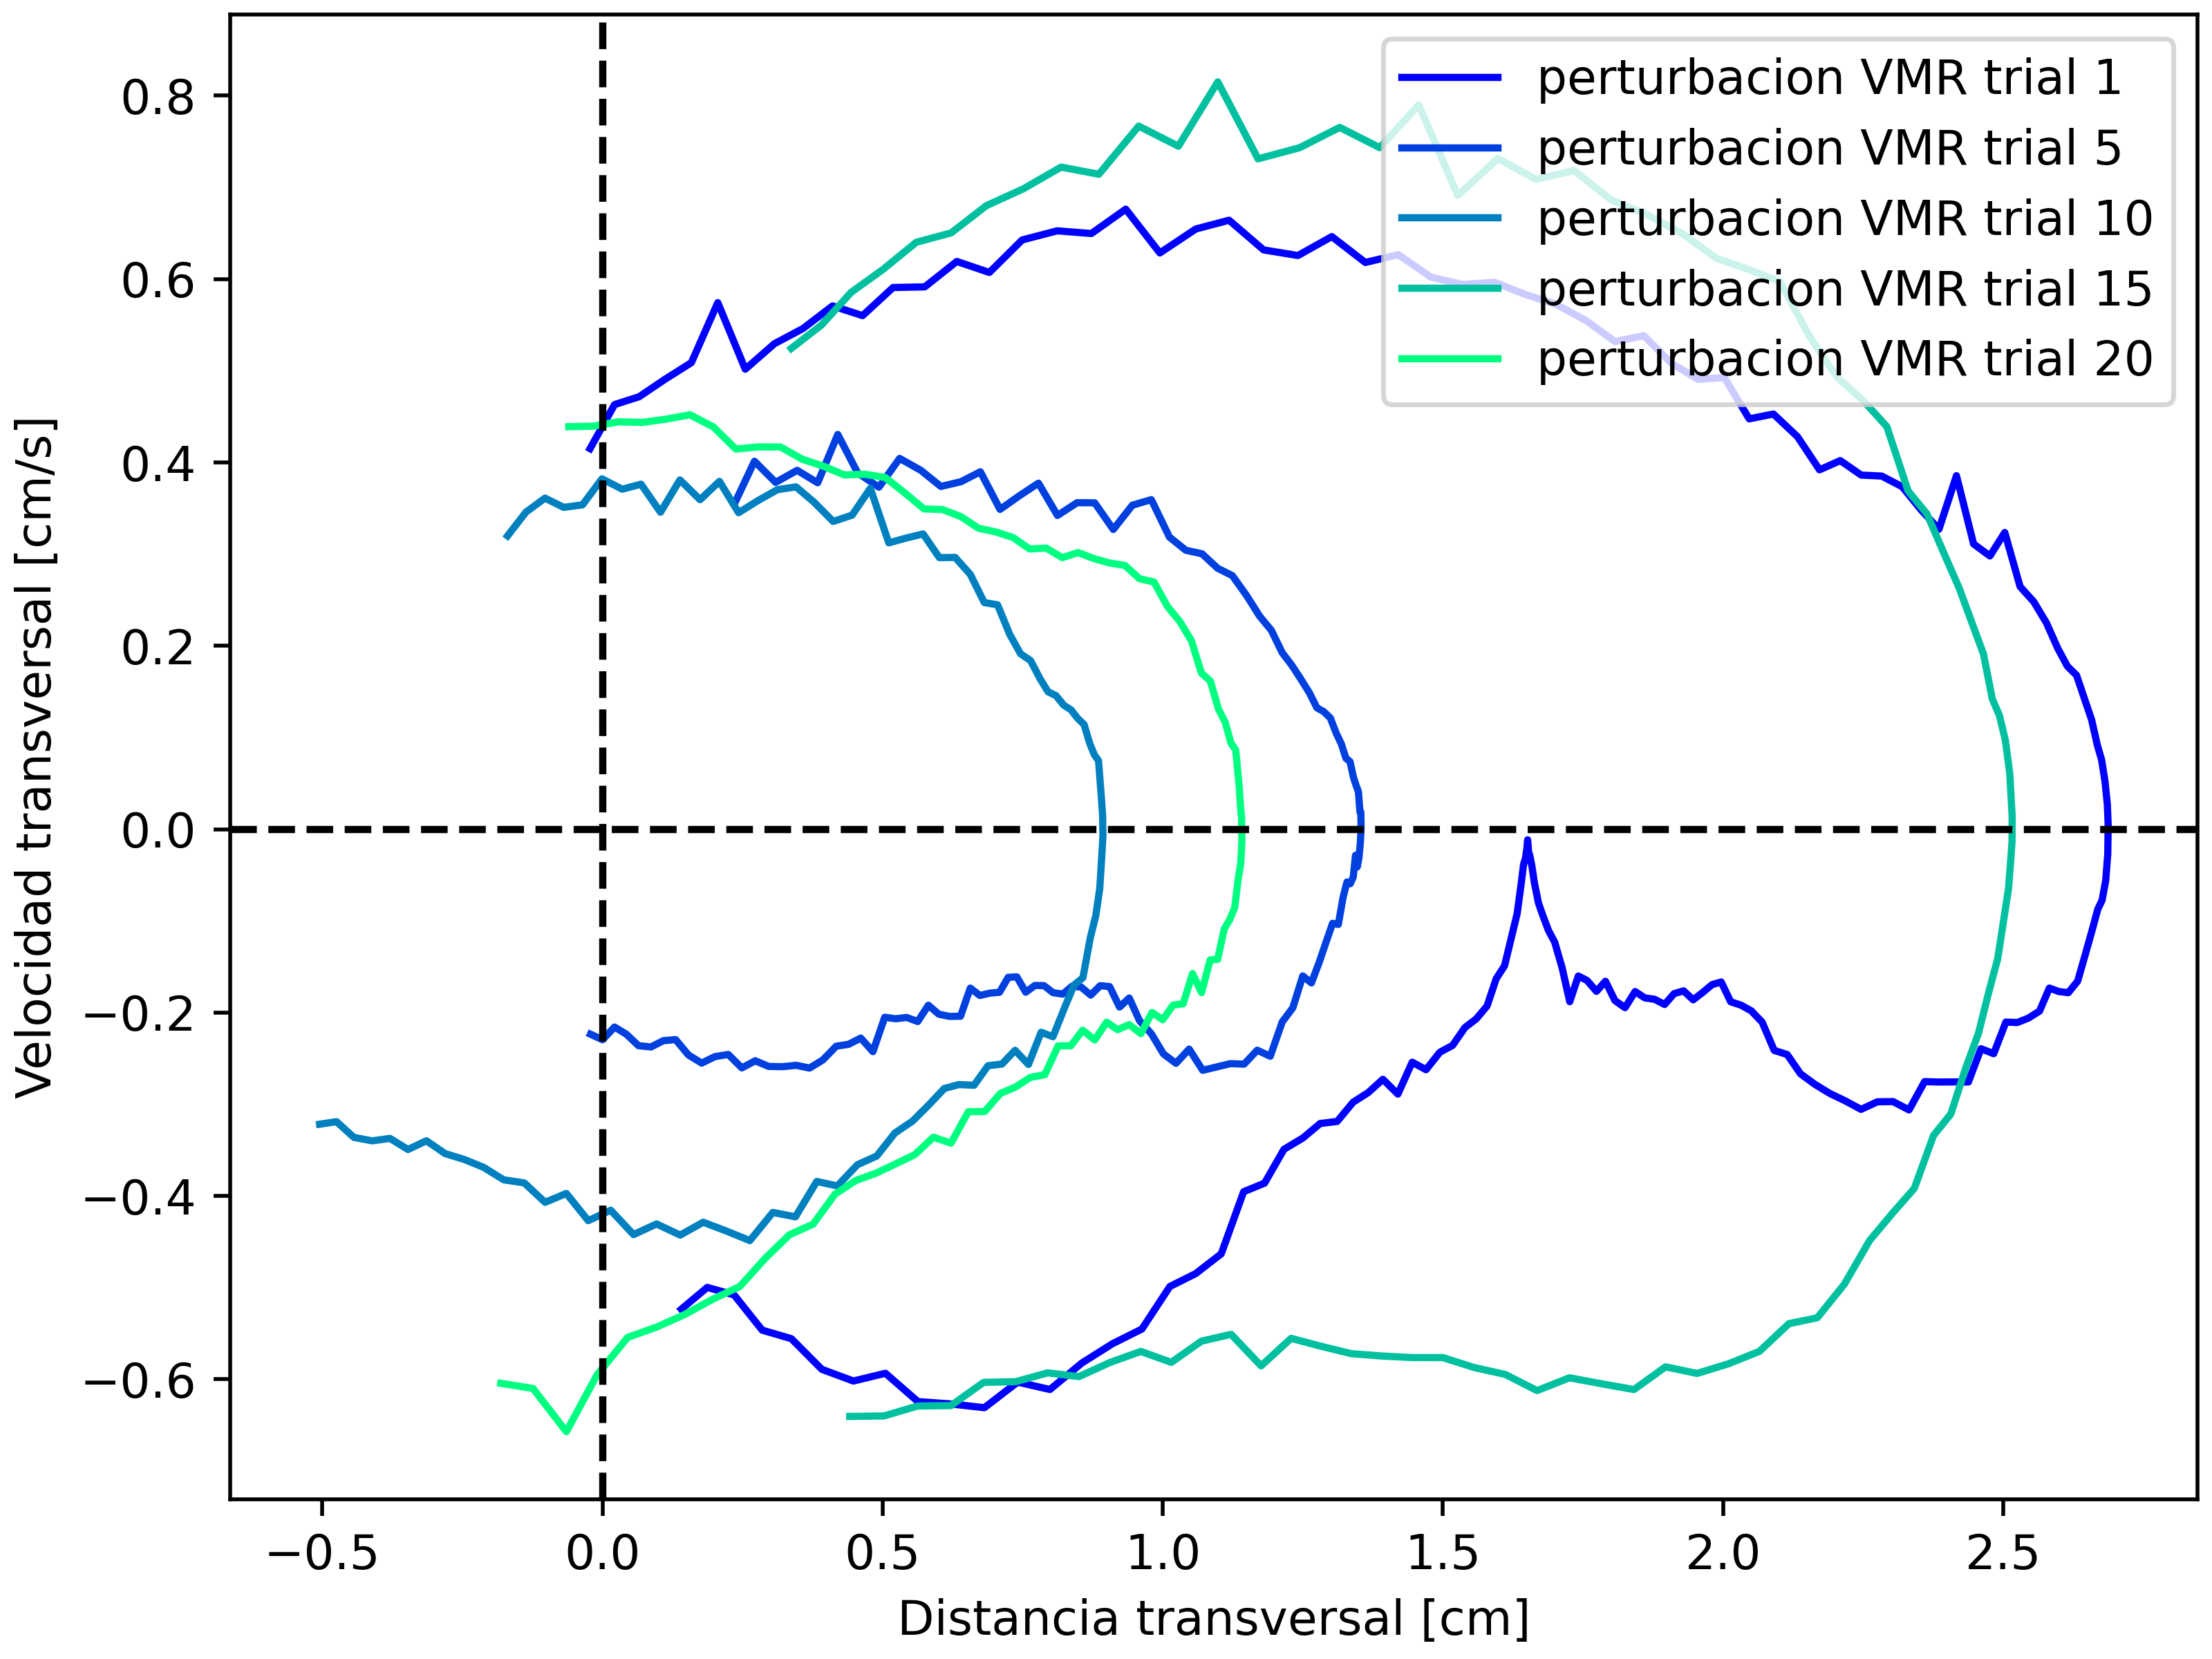 perturbacion VMR trial 1
perturbacion VMR trial 5
perturbacion VMR trial 10
perturbacion VMR trial 15
perturbacion VMR trial 20
Velocidad transversal [cm/s]
0.8
0.6
0.4
0.2
0.0
−0.2
−0.4
−0.6
−0.5 0.0 0.5 1.0 1.5 2.0 2.5
Distancia transversal [cm]